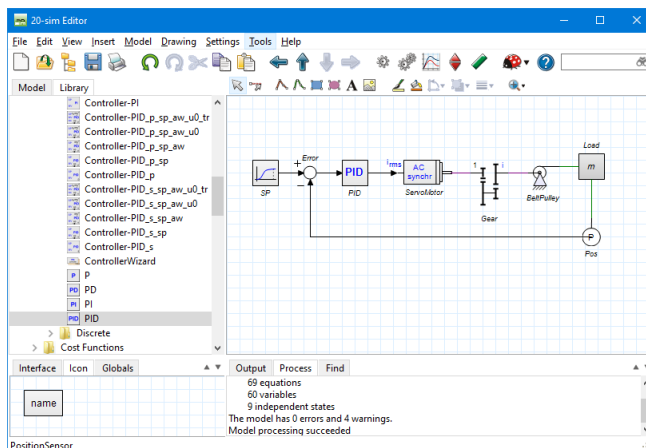 PID 20-sim Editor
File Edit View Insert Model Drawing Settings Tools Help
Model Library
A
Controller-PI
Controller-PID_p_sp_aw_u0_tr
Controller-PID_p_sp_aw_u0
Controller-PID_p_sp_aw
Controller-PID_p_sp
Controller-PID_p
Controller-PID_s_sp_aw_u0_tr
Controller-PID_s_sp_aw_u0
Controller-PID_s_sp_aw
Controller-PID_s_sp
Controller-PID_s
ControllerWizard
P P
PD PD
PI PI
PID PID
Discrete
Cost Functions
SP
+ Error
−
PID
PID
irms
AC
synchr
ServoMotor
1 i
Gear
BeltPulley
Load
m
P
Pos
Interface Icon Globals
name
Output Process Find
69 equations
60 variables
9 independent states
The model has 0 errors and 4 warnings.
Model processing succeeded
PositionSensor